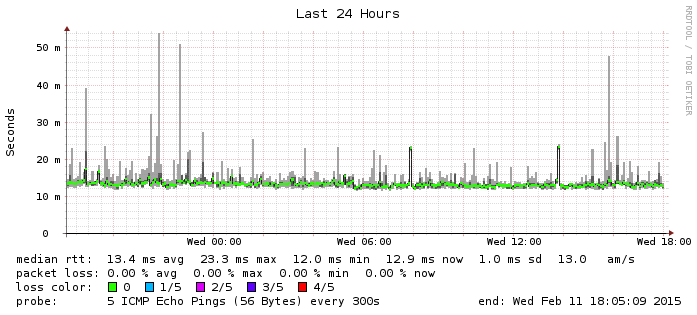 Last 24 Hours
RRDTOOL / TOBI OETIKER
Seconds
50 m
40 m
30 m
20 m
10 m
0
Wed 00:00 Wed 06:00 Wed 12:00 Wed 18:00
median rtt: 13.4 ms avg 23.3 ms max 12.0 ms min 12.9 ms now 1.0 ms sd 13.0 am/s
packet loss: 0.00 % avg 0.00 % max 0.00 % min 0.00 % now
loss color: 0 1/5 2/5 3/5 4/5
probe: 5 ICMP Echo Pings (56 Bytes) every 300s end: Wed Feb 11 18:05:09 2015